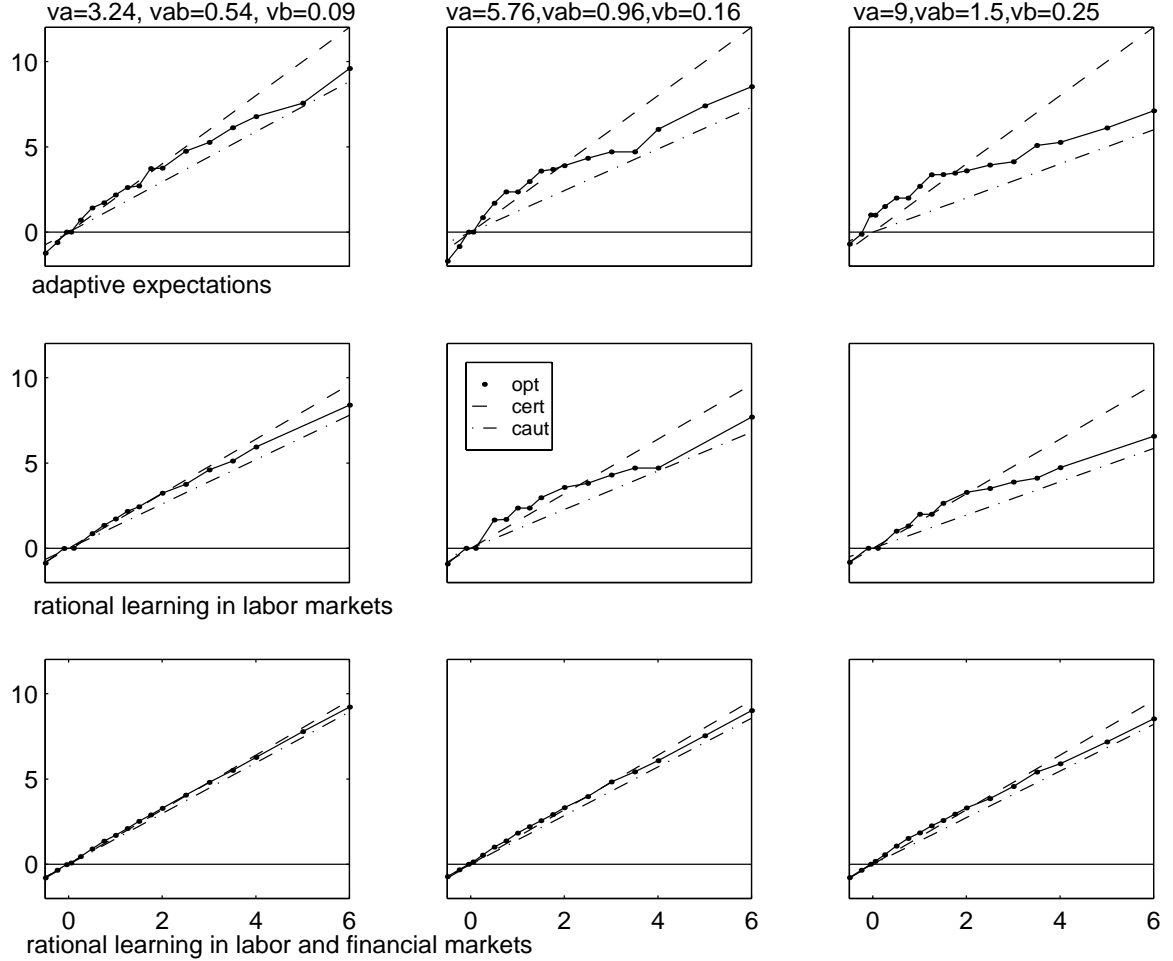 va=3.24, vab=0.54, vb=0.09
va=5.76,vab=0.96,vb=0.16
va=9,vab=1.5,vb=0.25
10
5
0
adaptive expectations
10
5
0
opt
cert
caut
rational learning in labor markets
10
5
0
0 2 4 6
0 2 4 6
0 2 4 6
rational learning in labor and financial markets